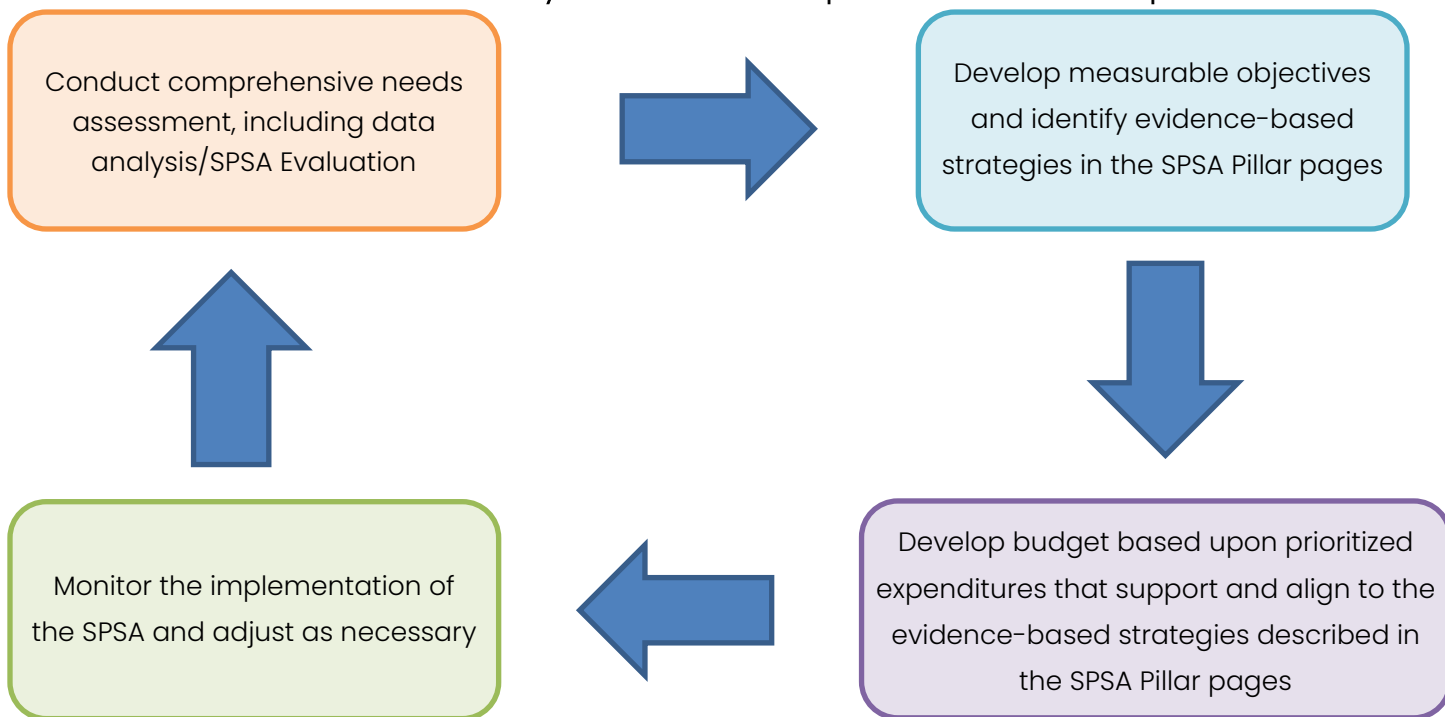 Conduct comprehensive needs
assessment, including data
analysis/SPSA Evaluation
Develop measurable objectives
and identify evidence-based
strategies in the SPSA Pillar pages
Monitor the implementation of
the SPSA and adjust as necessary
Develop budget based upon prioritized
expenditures that support and align to the
evidence-based strategies described in
the SPSA Pillar pages